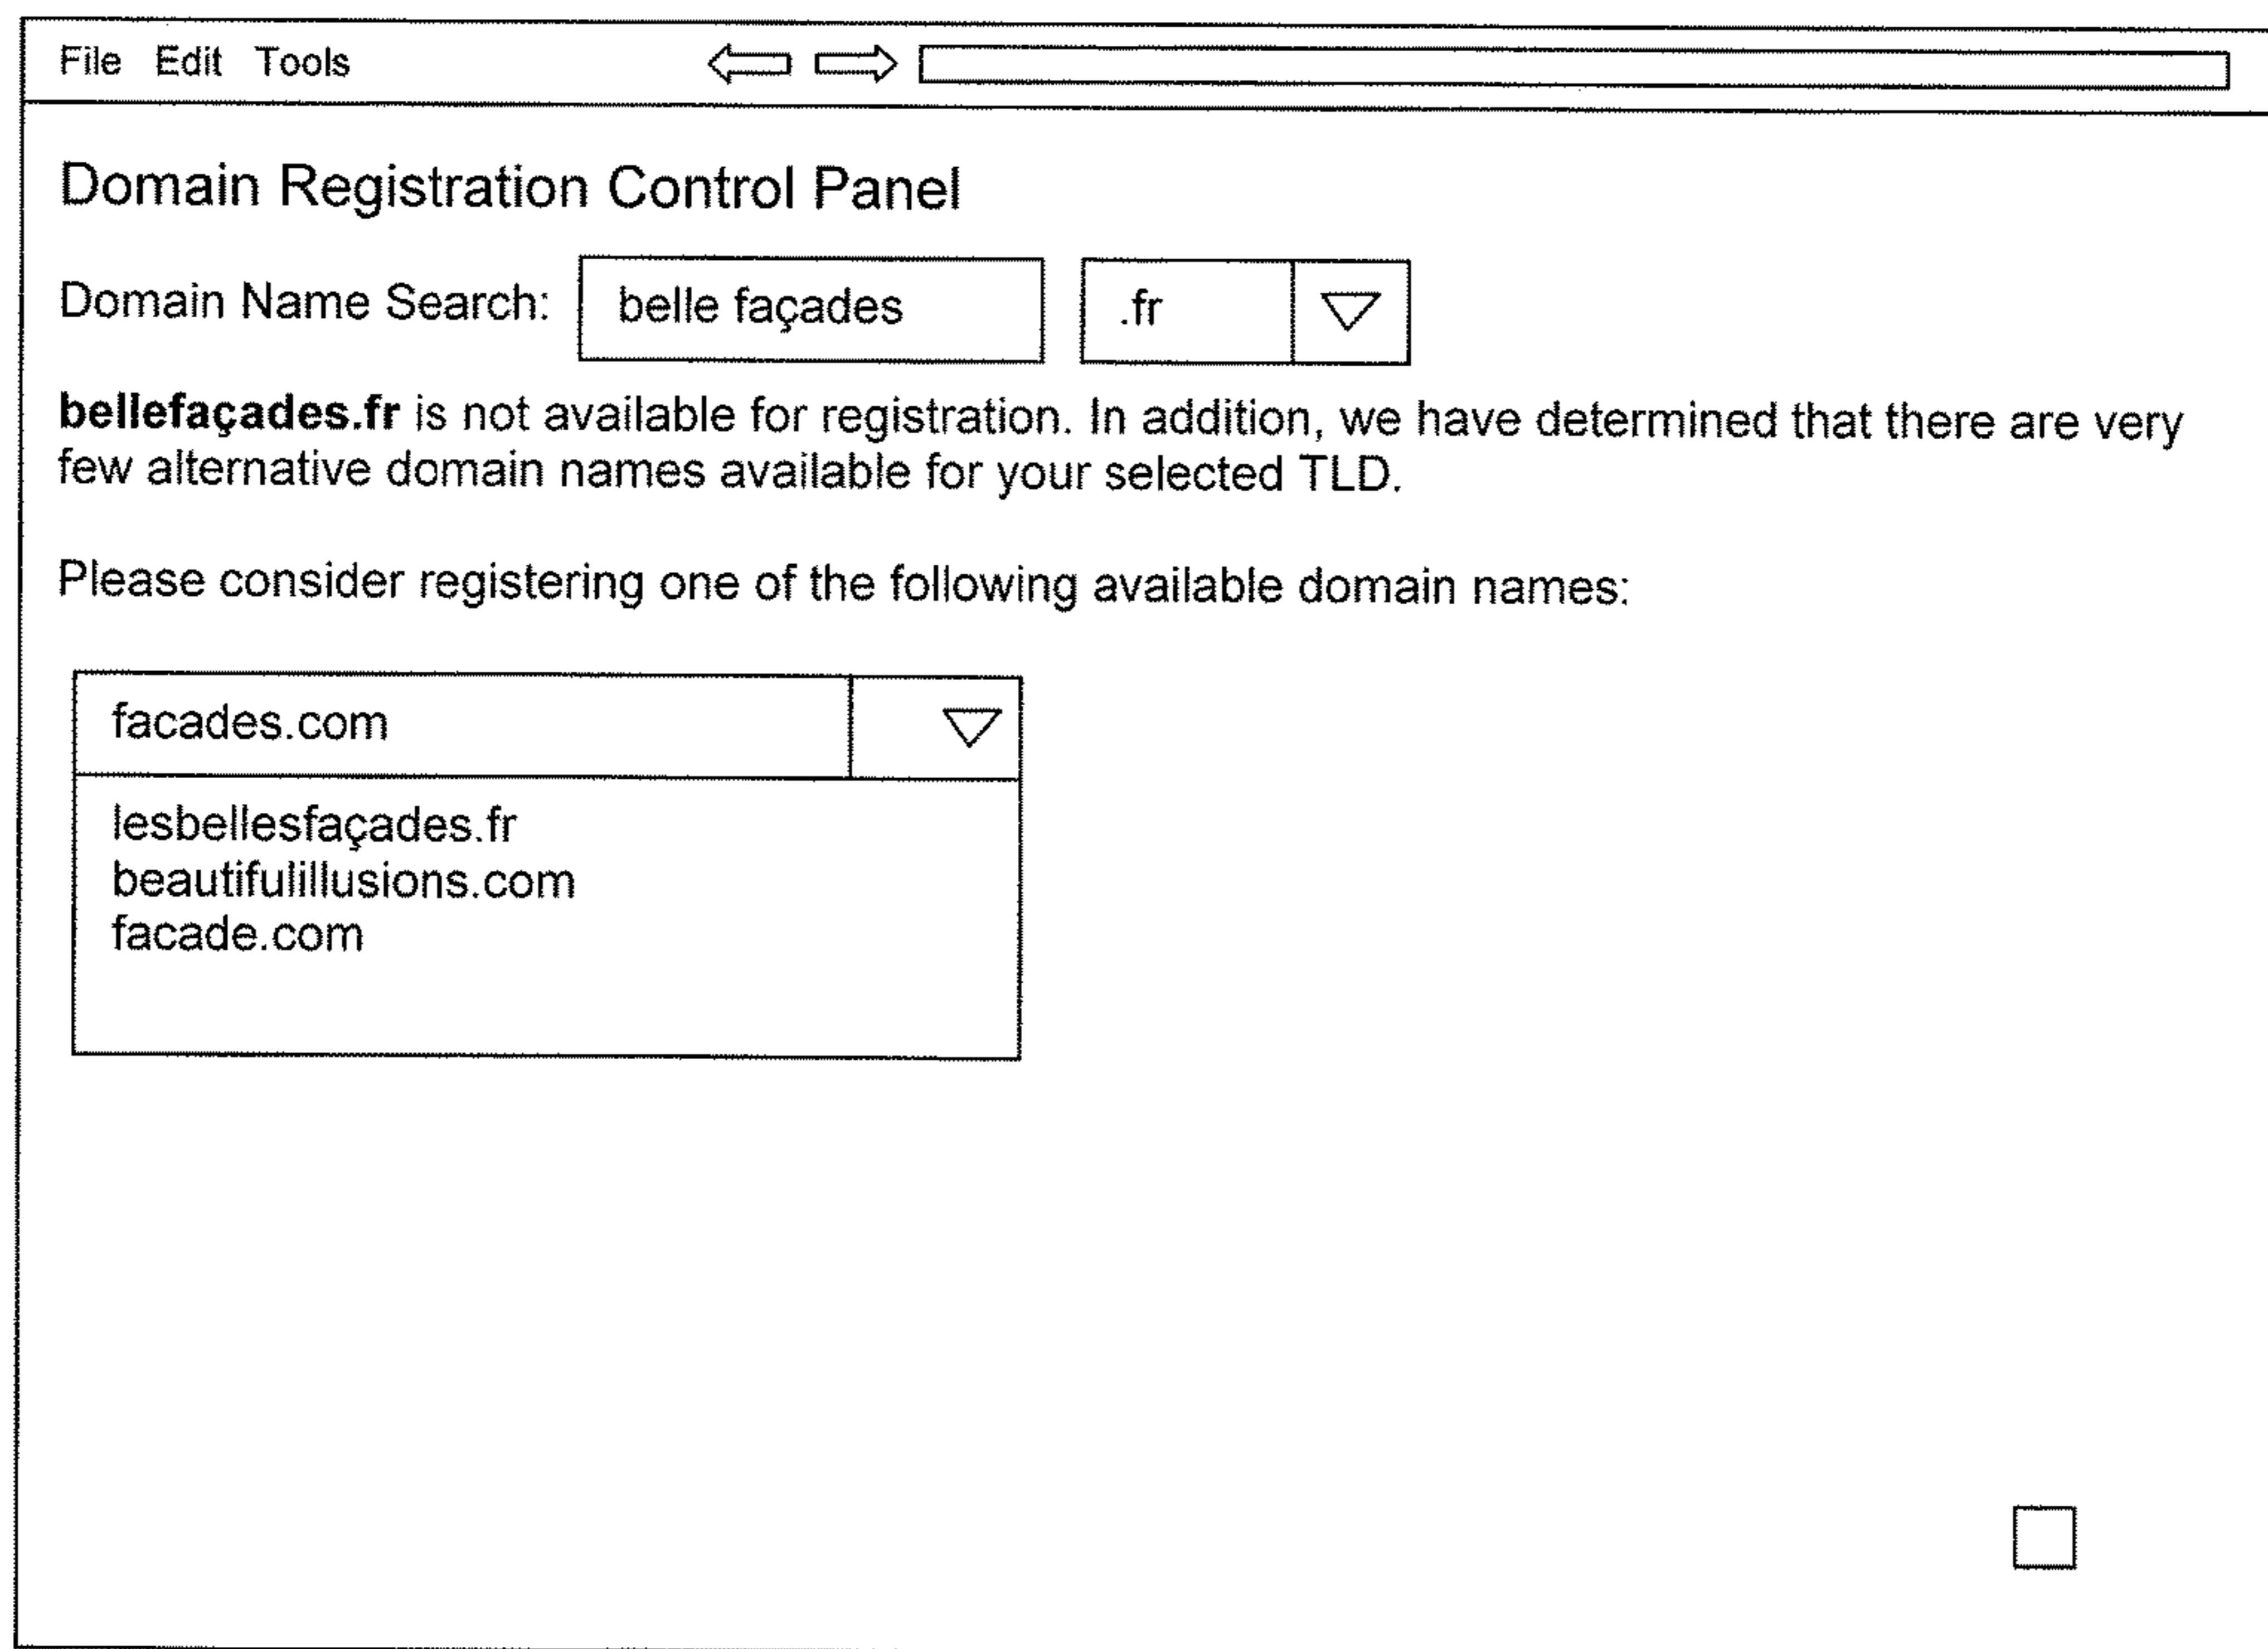 File Edit Tools
Domain Registration Control Panel
Domain Name Search: belle façades .fr
bellefaçades.fr is not available for registration. In addition, we have determined that there are very
few alternative domain names available for your selected TLD.
Please consider registering one of the following available domain names:
facades.com
lesbellesfaçades.fr
beautifulillusions.com
facade.com